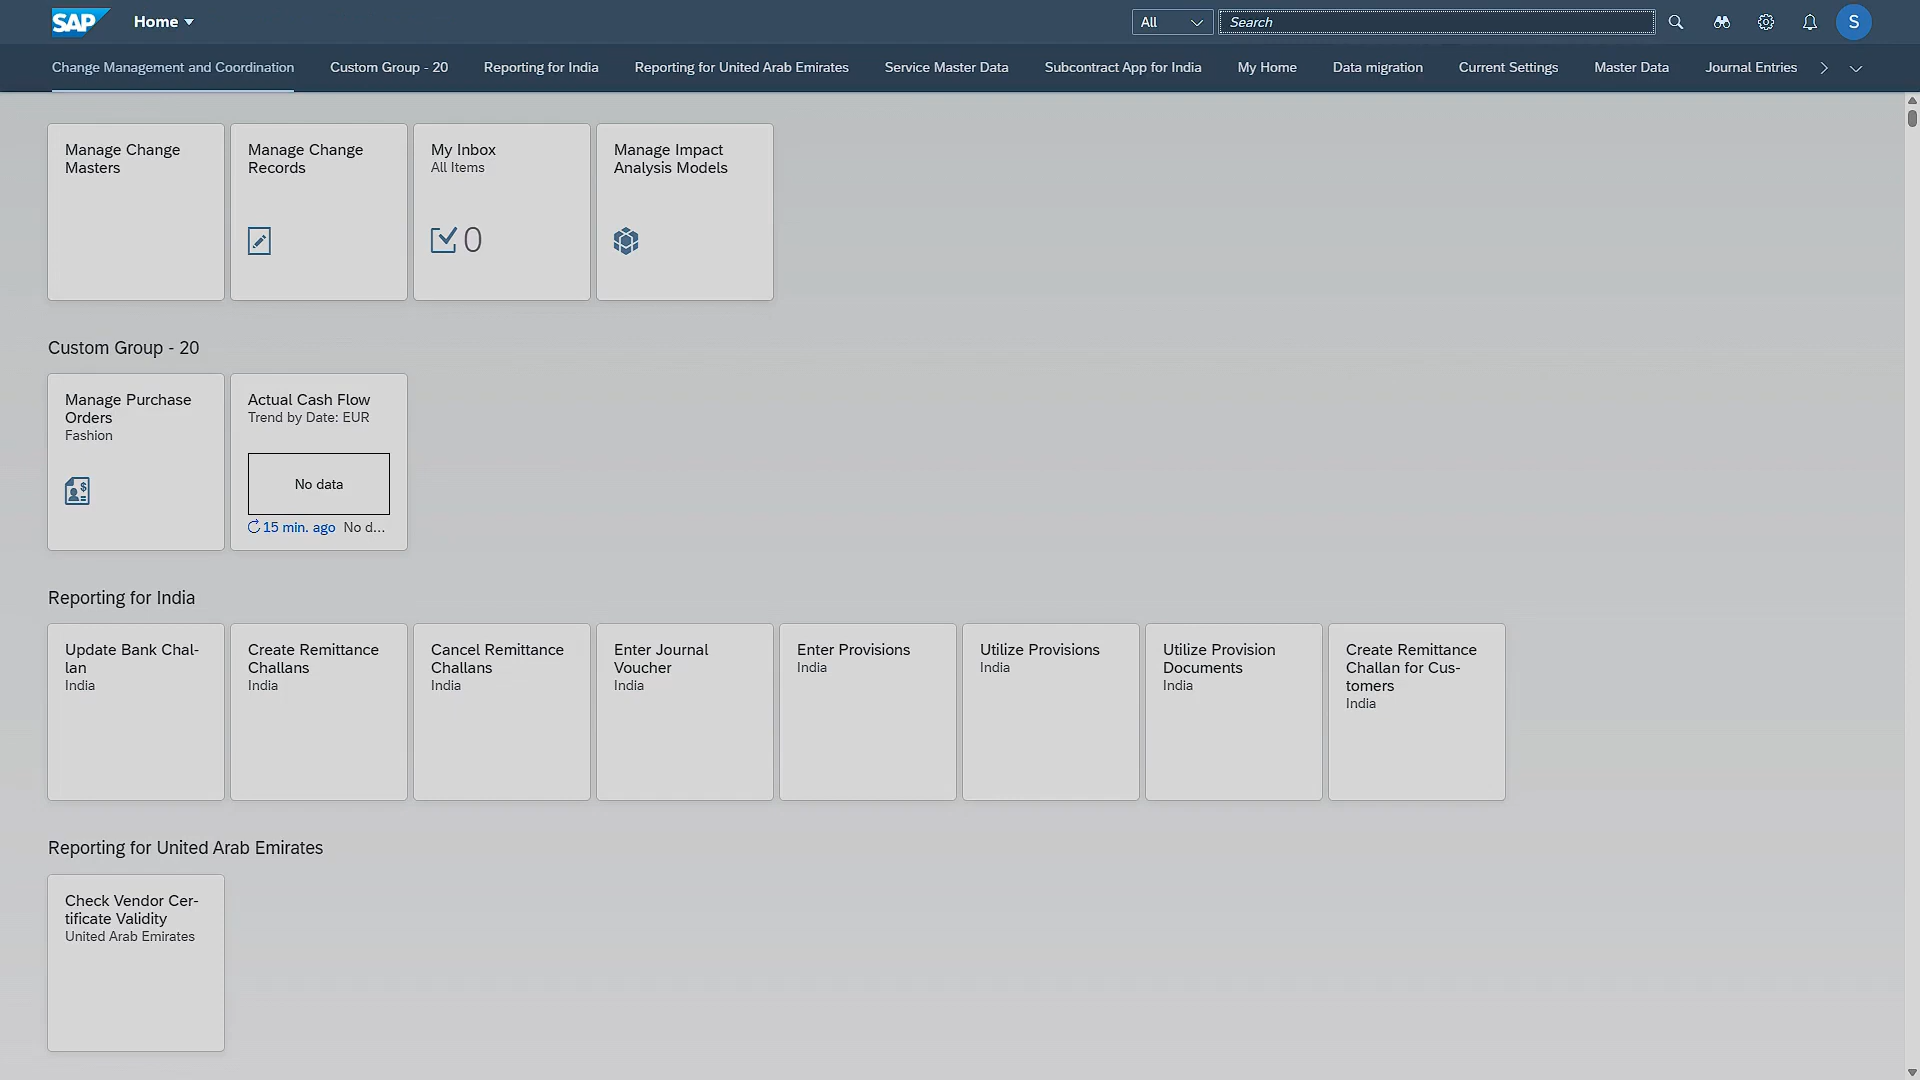 SAP Home All Search S
Change Management and Coordination Custom Group - 20 Reporting for India Reporting for United Arab Emirates Service Master Data Subcontract App for India My Home Data migration Current Settings Master Data Journal Entries
Manage Change
Masters
Manage Change
Records
My Inbox
All Items
0
Manage Impact
Analysis Models
Custom Group - 20
Manage Purchase
Orders
Fashion
Actual Cash Flow
Trend by Date: EUR
No data
15 min. ago No d...
Reporting for India
Update Bank Chal-
lan
India
Create Remittance
Challans
India
Cancel Remittance
Challans
India
Enter Journal
Voucher
India
Enter Provisions
India
Utilize Provisions
India
Utilize Provision
Documents
India
Create Remittance
Challan for Cus-
tomers
India
Reporting for United Arab Emirates
Check Vendor Cer-
tificate Validity
United Arab Emirates